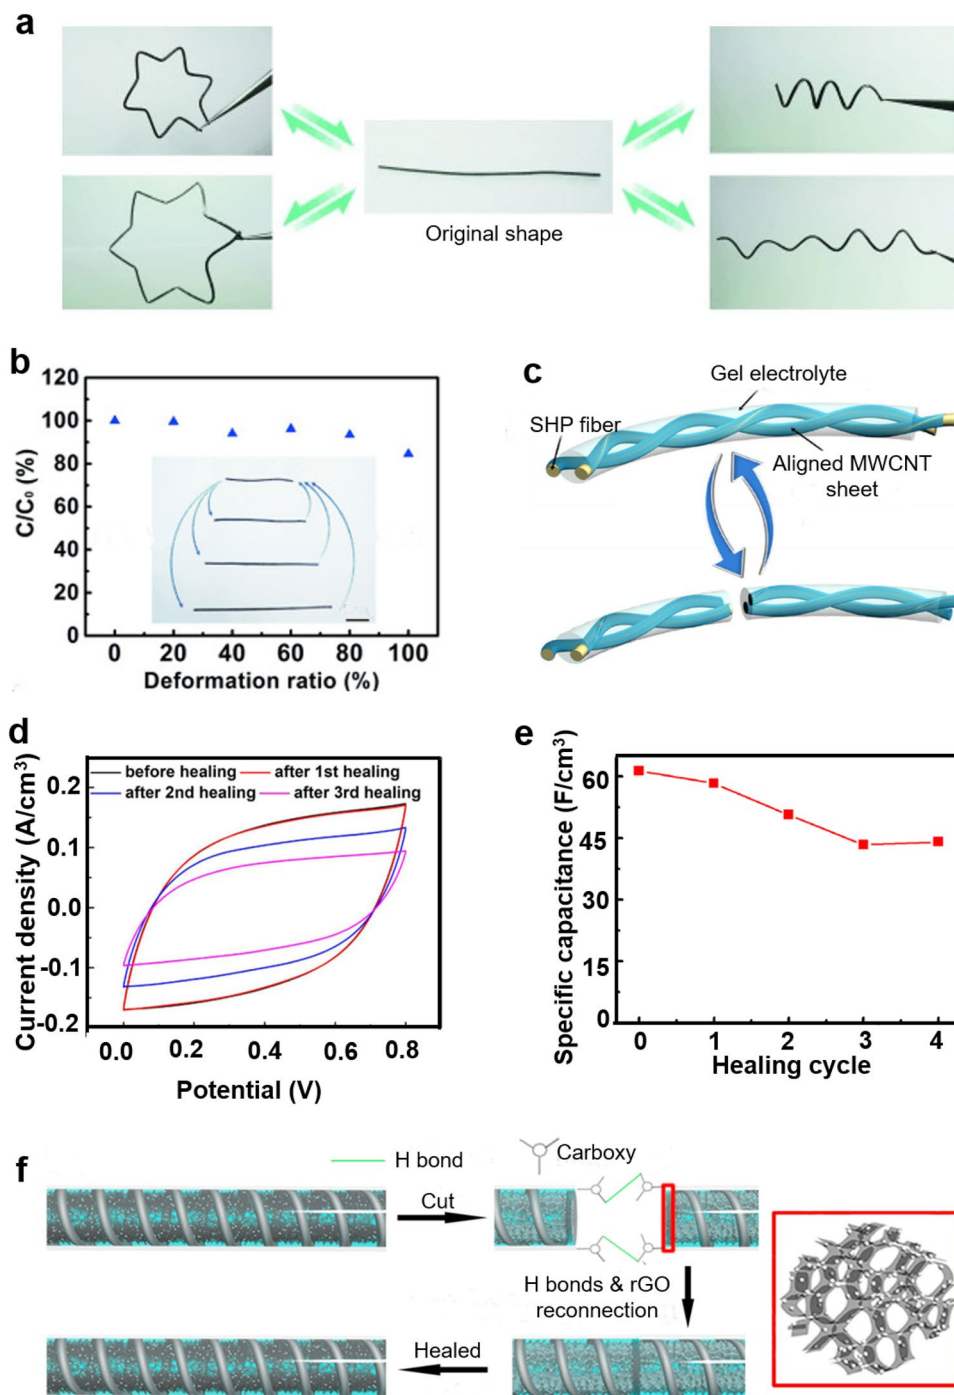 a
Original shape
b
120
100
80
60
40
20
0
C/C₀ (%)
0 20 40 60 80 100
Deformation ratio (%)
c
Gel electrolyte
SHP fiber
Aligned MWCNT
sheet
d
before healing after 1st healing
after 2nd healing after 3rd healing
0.2
0.1
0.0
-0.1
-0.2
Current density (A/cm³)
0.0 0.2 0.4 0.6 0.8
Potential (V)
e
60
45
30
15
0
Specific capacitance (F/cm³)
0 1 2 3 4
Healing cycle
f
H bond
Carboxy
Cut
H bonds & rGO
reconnection
Healed